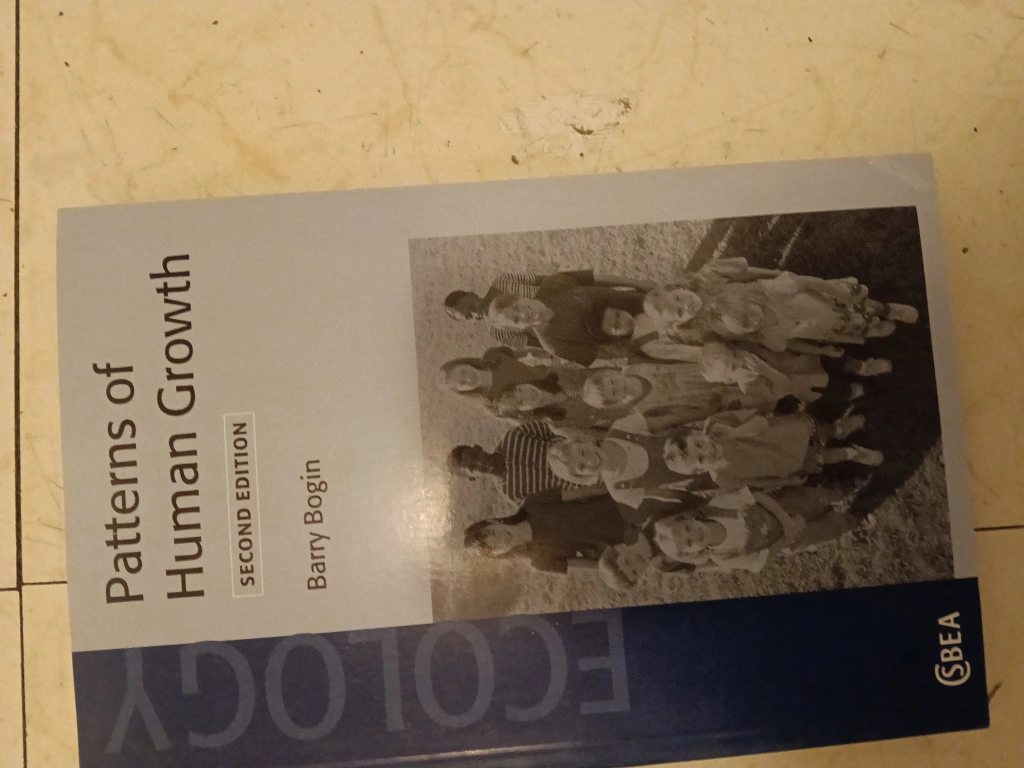 Patterns of
Human Growth
SECOND EDITION
Barry Bogin
ECOLOGY
CSBEA